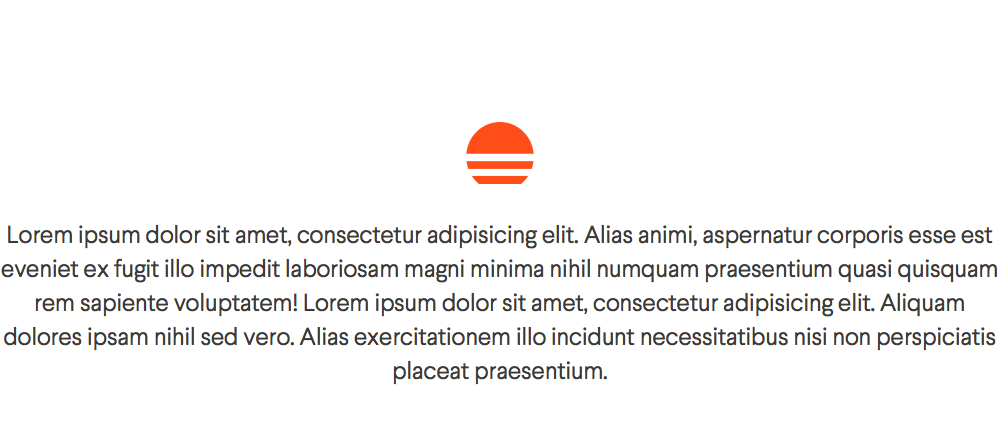 Lorem ipsum dolor sit amet, consectetur adipisicing elit. Alias animi, aspernatur corporis esse est
eveniet ex fugit illo impedit laboriosam magni minima nihil numquam praesentium quasi quisquam
rem sapiente voluptatem! Lorem ipsum dolor sit amet, consectetur adipisicing elit. Aliquam
dolores ipsam nihil sed vero. Alias exercitationem illo incidunt necessitatibus nisi non perspiciatis
placeat praesentium.